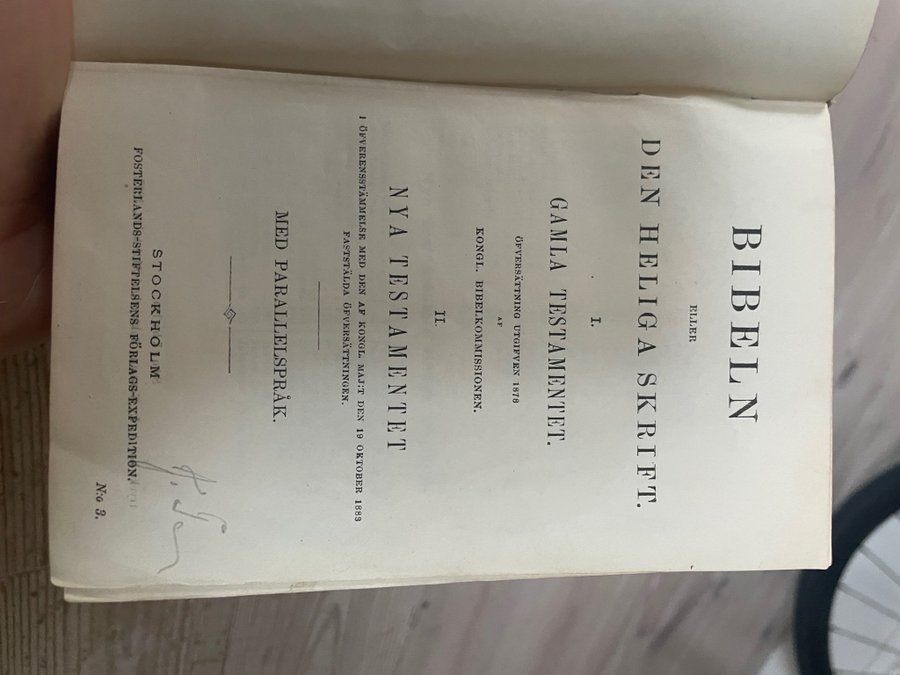 BIBELN
ELLER
DEN HELIGA SKRIFT.
I.
GAMLA TESTAMENTET.
ÖFVERSÄTTNING UTGIFVEN 1878
AF
KONGL. BIBELKOMMISSIONEN.
II.
NYA TESTAMENTET
I ÖFVERENSSTÄMMELSE MED DEN AF KONGL. MAJ:T DEN 19 OKTOBER 1883
FASTSTÄLDA ÖFVERSÄTTNINGEN.
MED PARALLELSPRÅK.
STOCKHOLM
FOSTERLANDS-STIFTELSENS FÖRLAGS-EXPEDITION.
N:o 3.